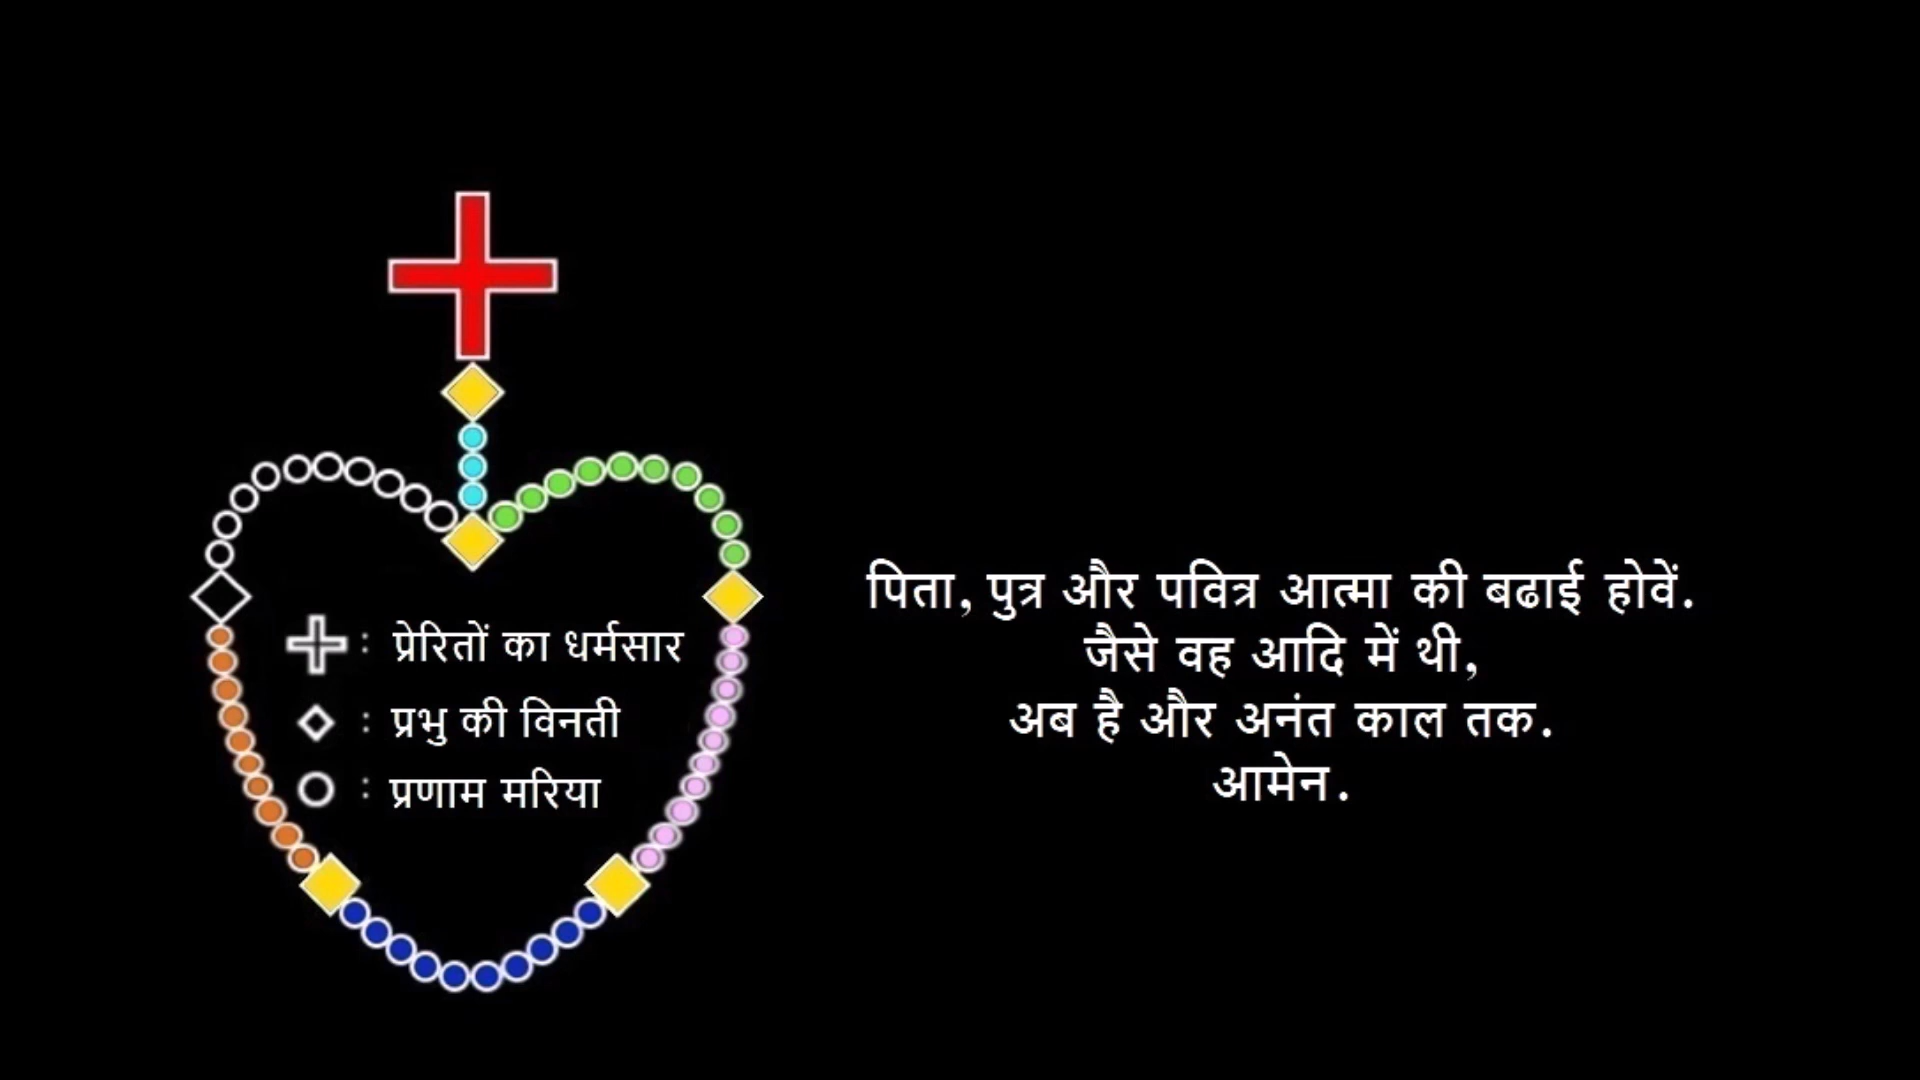 : प्रेरितों का धर्मसार
: प्रभु की विनती
: प्रणाम मरिया
पिता, पुत्र और पवित्र आत्मा की बढाई होवें.
जैसे वह आदि में थी,
अब है और अनंत काल तक.
आमेन.